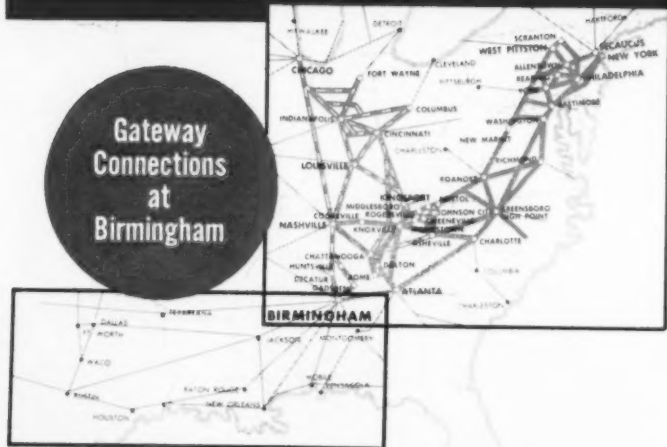 Gateway
Connections
at
Birmingham
MILWAUKEE
DETROIT
HARTFORD
SCRANTON
SECAUCUS
CHICAGO
CLEVELAND
WEST PITTSTON
NEW YORK
FORT WAYNE
PITTSBURGH
ALLENTOWN
PHILADELPHIA
COLUMBUS
BALTIMORE
INDIANAPOLIS
CINCINNATI
WASHINGTON
NEW MARKET
LOUISVILLE
CHARLESTON
RICHMOND
ROANOKE
KINGSPORT
MIDDLESBORO
BRISTOL
GREENSBORO
COOKEVILLE
ROGERSVILLE
JOHNSON CITY
HIGH POINT
NASHVILLE
GREENEVILLE
KNOXVILLE
ASHEVILLE
CHARLOTTE
CHATTANOOGA
HUNTSVILLE
DALTON
COLUMBIA
DECATUR
ROME
GADSDEN
ATLANTA
CHARLESTON
BIRMINGHAM
DALLAS
FT. WORTH
JACKSON
MONTGOMERY
WACO
MOBILE
BATON ROUGE
PENSACOLA
NEW ORLEANS
HOUSTON